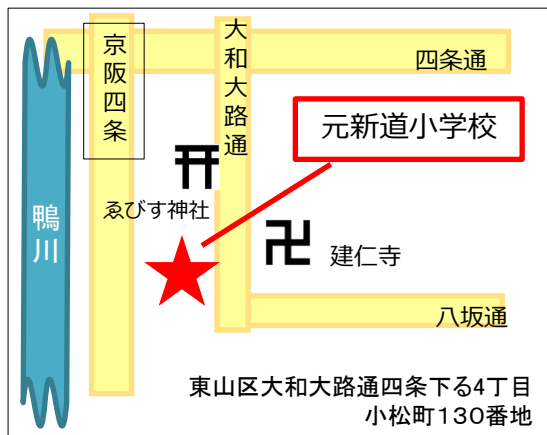 京阪四条
大和大路通
四条通
元新道小学校
ゑびす神社
鴨川
建仁寺
八坂通
東山区大和大路通四条下る4丁目
小松町130番地